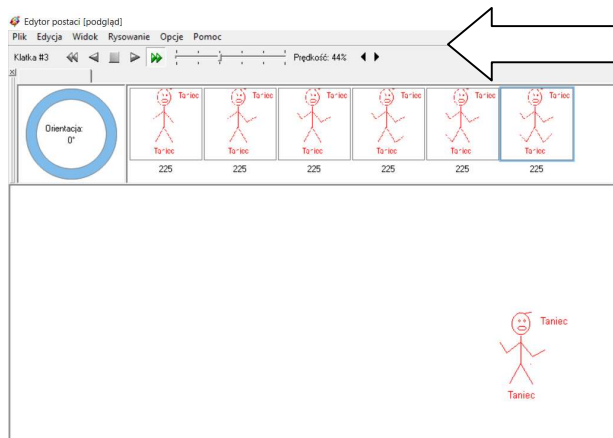 Edytor postaci [podgląd]
Plik Edycja Widok Rysowanie Opcje Pomoc
Klatka #3 Prędkość: 44%
Orientacja:
0°
Taniec Taniec Taniec Taniec Taniec Taniec
Taniec Taniec Taniec Taniec Taniec Taniec
225 225 225 225 225 225
Taniec
Taniec